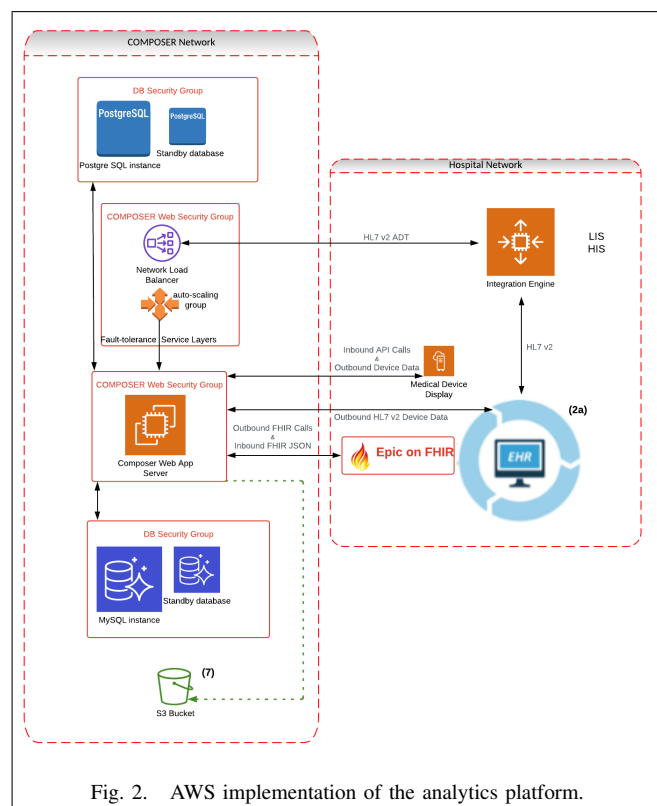 COMPOSER Network
DB Security Group
PostgreSQL
PostgreSQL
Standby database
Postgre SQL instance
COMPOSER Web Security Group
Network Load
Balancer
auto-scaling
group
Fault-tolerance Service Layers
COMPOSER Web Security Group
Composer Web App
Server
DB Security Group
Standby database
MySQL instance
(7)
S3 Bucket
HL7 v2 ADT
Inbound API Calls
&
Outbound Device Data
Outbound HL7 v2 Device Data
Outbound FHIR Calls
&
Inbound FHIR JSON
Hospital Network
LIS
HIS
Integration Engine
HL7 v2
Medical Device
Display
(2a)
Epic on FHIR
EHR
Fig. 2. AWS implementation of the analytics platform.